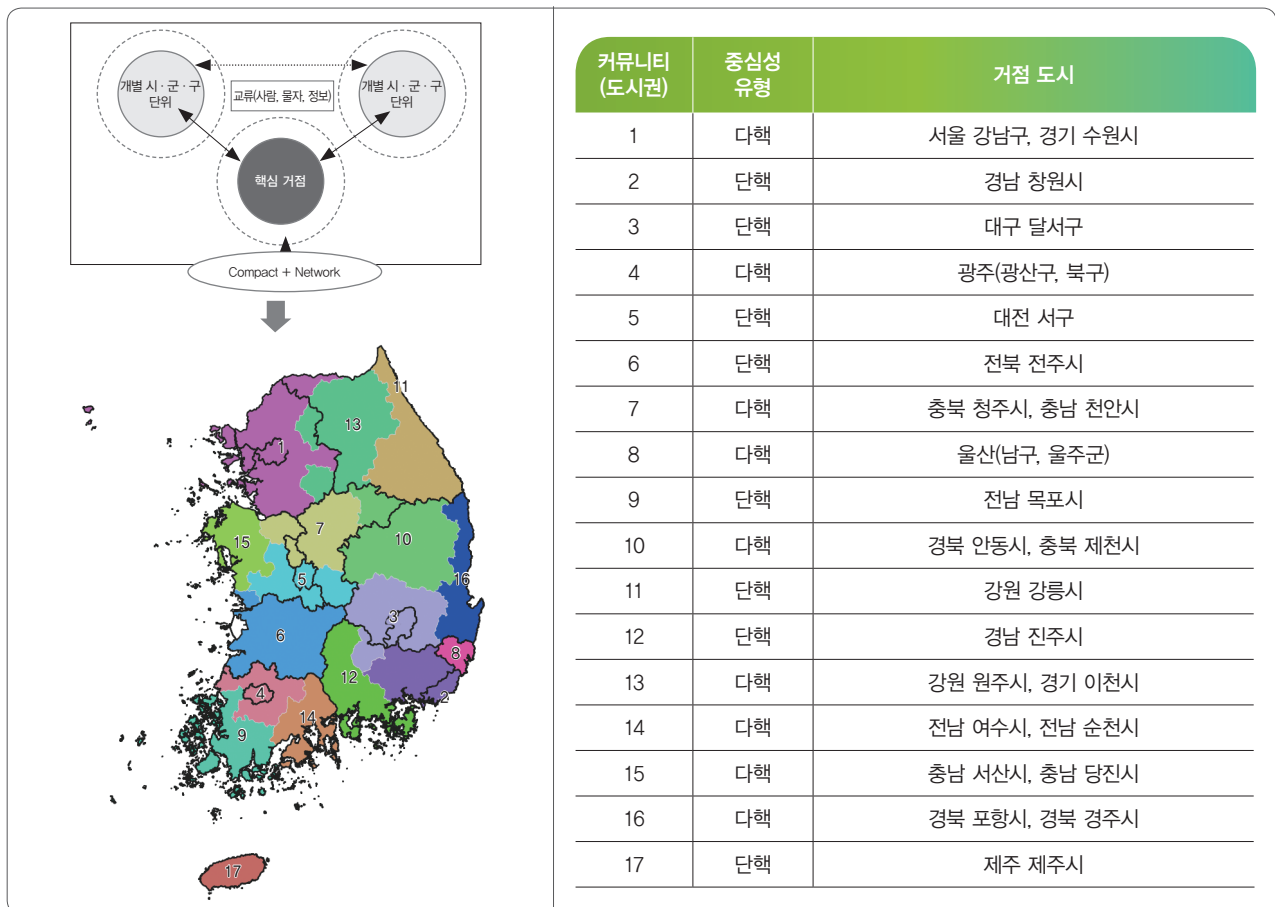 개별 시·군·구
단위
교류(사람, 물자, 정보)
개별 시·군·구
단위
핵심 거점
Compact + Network
11
13
1
7
15
10
5
16
3
6
8
12
2
4
14
9
17
커뮤니티 (도시권) 중심성 유형 거점 도시
1 다핵 서울 강남구, 경기 수원시
2 단핵 경남 창원시
3 단핵 대구 달서구
4 다핵 광주(광산구, 북구)
5 단핵 대전 서구
6 단핵 전북 전주시
7 다핵 충북 청주시, 충남 천안시
8 다핵 울산(남구, 울주군)
9 단핵 전남 목포시
10 다핵 경북 안동시, 충북 제천시
11 단핵 강원 강릉시
12 단핵 경남 진주시
13 다핵 강원 원주시, 경기 이천시
14 다핵 전남 여수시, 전남 순천시
15 다핵 충남 서산시, 충남 당진시
16 다핵 경북 포항시, 경북 경주시
17 단핵 제주 제주시